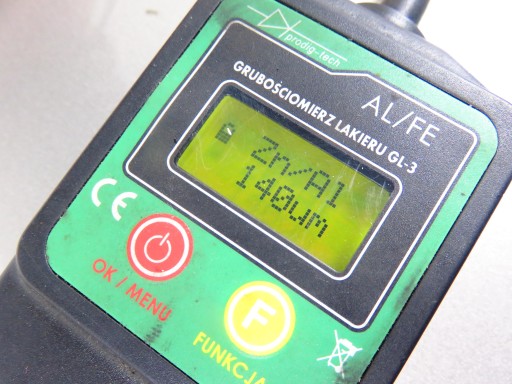 prodig-tech
AL/FE
GRUBOŚCIOMIERZ LAKIERU GL-3
Zn/Al
140um
CE
OK / MENU
F
FUNKCJA